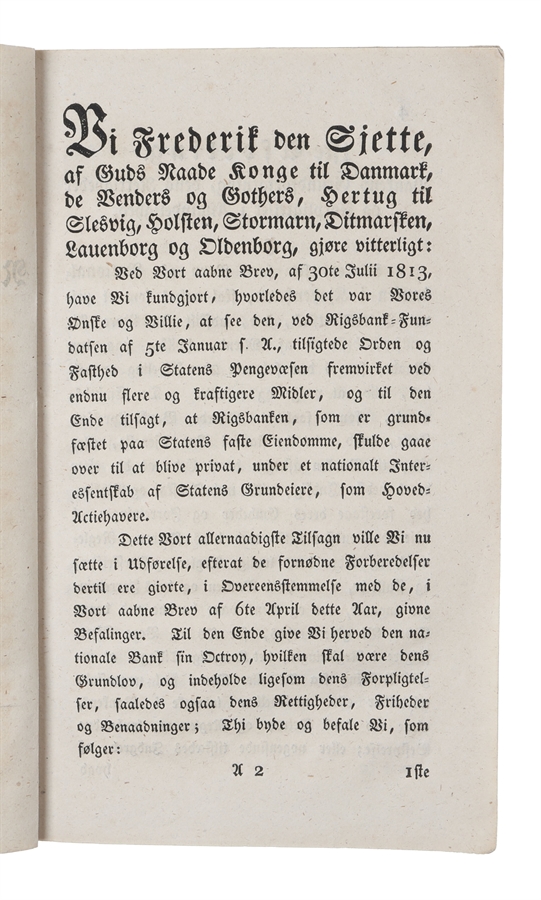 Vi Frederik den Sjette,
af Guds Naade Konge til Danmark,
de Venders og Gothers, Hertug til
Slesvig, Holsten, Stormarn, Ditmarsken,
Lauenborg og Oldenborg, gjøre vitterligt:
Ved Vort aabne Brev, af 30te Julii 1813,
have Vi kundgjort, hvorledes det var Vores
Ønske og Villie, at see den, ved Rigsbank-Fun-
datsen af 5te Januar s. A., tilsigtede Orden og
Fasthed i Statens Pengevæsen fremvirket ved
endnu flere og kraftigere Midler, og til den
Ende tilsagt, at Rigsbanken, som er grund-
fæstet paa Statens faste Eiendomme, skulde gaae
over til at blive privat, under et nationalt Inter-
essentskab af Statens Grundeiere, som Hoved-
Actiehavere.
Dette Vort allernaadigste Tilsagn ville Vi nu
sætte i Udførelse, efterat de fornødne Forberedelser
dertil ere giorte, i Overeensstemmelse med de, i
Vort aabne Brev af 6te April dette Aar, givne
Befalinger. Til den Ende give Vi herved den na-
tionale Bank sin Octroy, hvilken skal være dens
Grundlov, og indeholde ligesom dens Forpligtel-
ser, saaledes ogsaa dens Rettigheder, Friheder
og Benaadninger; Thi byde og befale Vi, som
følger:
A 2 1ste